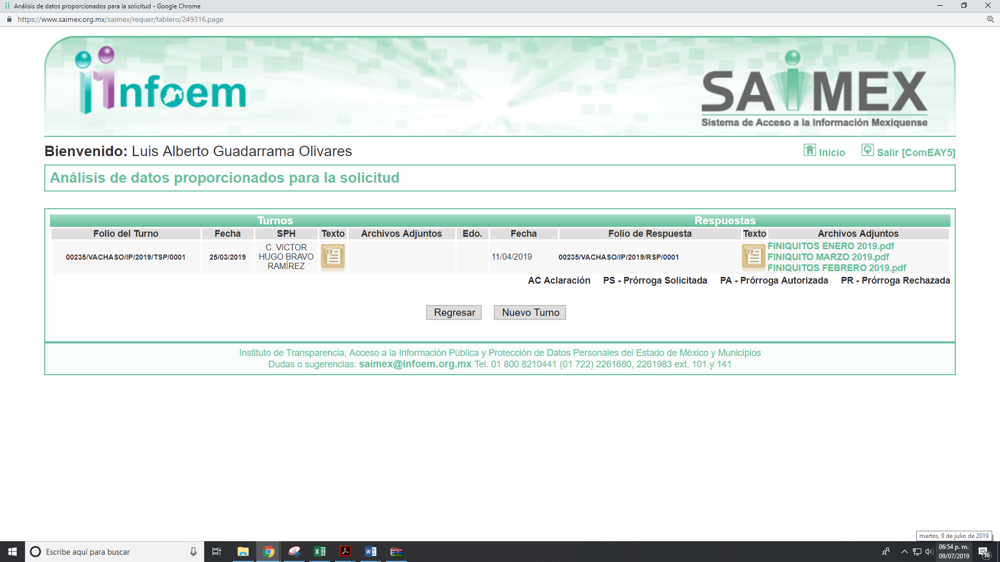 Análisis de datos proporcionados para la solicitud - Google Chrome
https://www.saimex.org.mx/saimex/requer/tablero/249316.page
infoem
SAIMEX
Sistema de Acceso a la Información Mexiquense
Bienvenido: Luis Alberto Guadarrama Olivares
Inicio Salir [ComEAY5]
Análisis de datos proporcionados para la solicitud
Turnos Respuestas
Folio del Turno Fecha SPH Texto Archivos Adjuntos Edo. Fecha Folio de Respuesta Texto Archivos Adjuntos
00235/VACHASO/IP/2019/TSP/0001 25/03/2019 C. VICTOR HUGO BRAVO RAMÍREZ 11/04/2019 00235/VACHASO/IP/2019/RSP/0001 FINIQUITOS ENERO 2019.pdf
FINIQUITO MARZO 2019.pdf
FINIQUITOS FEBRERO 2019.pdf
AC Aclaración PS - Prórroga Solicitada PA - Prórroga Autorizada PR - Prórroga Rechazada
Regresar Nuevo Turno
Instituto de Transparencia, Acceso a la Información Pública y Protección de Datos Personales del Estado de México y Municipios
Dudas o sugerencias: saimex@infoem.org.mx Tel. 01 800 8210441 (01 722) 2261680, 2261983 ext. 101 y 141
martes, 9 de julio de 2019
Escribe aquí para buscar
06:54 p. m.
09/07/2019
16